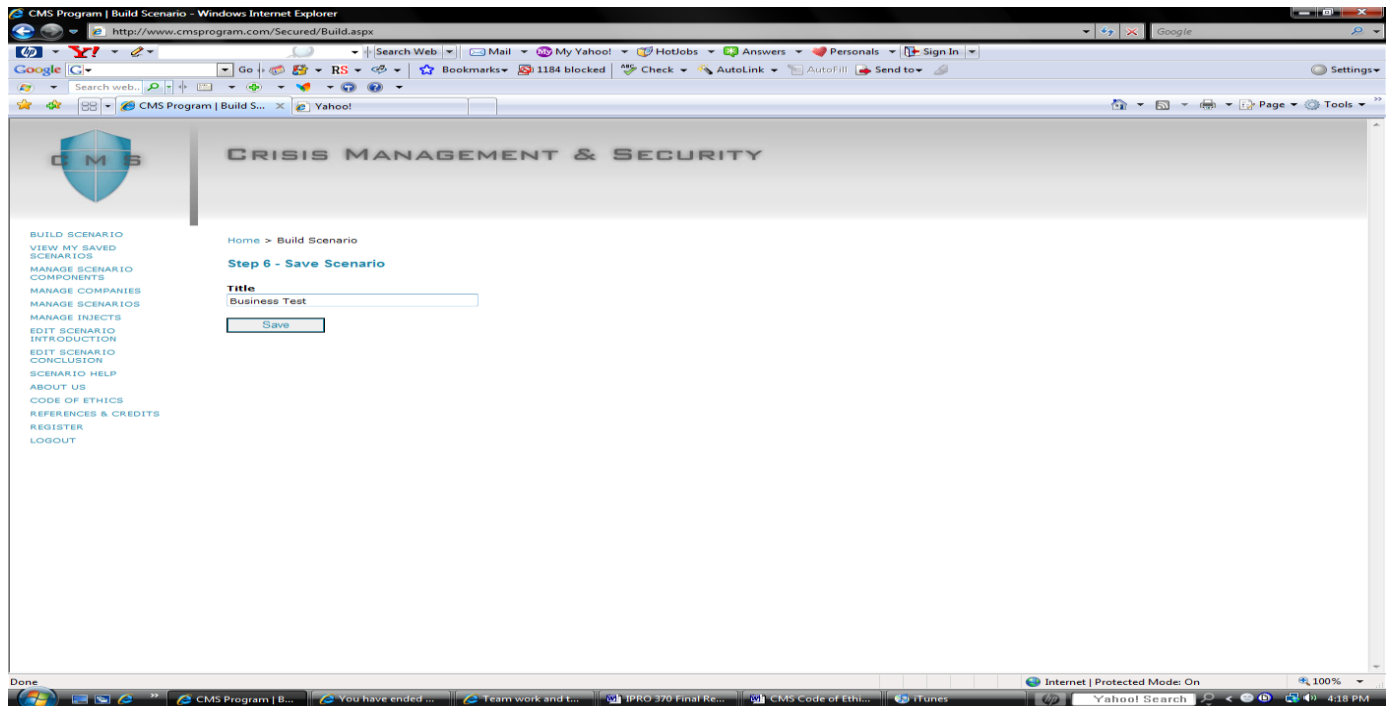 CMS Program | Build Scenario - Windows Internet Explorer
http://www.cmsprogram.com/Secured/Build.aspx
Google
Y!
Search Web
Mail
My Yahoo!
HotJobs
Answers
Personals
Sign In
Google
G
Go
RS
Bookmarks
1184 blocked
Check
AutoLink
AutoFill
Send to
Settings
Search web..
CMS Program | Build S...
Yahoo!
Page
Tools
CMS
CRISIS MANAGEMENT & SECURITY
BUILD SCENARIO
VIEW MY SAVED
SCENARIOS
MANAGE SCENARIO
COMPONENTS
MANAGE COMPANIES
MANAGE SCENARIOS
MANAGE INJECTS
EDIT SCENARIO
INTRODUCTION
EDIT SCENARIO
CONCLUSION
SCENARIO HELP
ABOUT US
CODE OF ETHICS
REFERENCES & CREDITS
REGISTER
LOGOUT
Home > Build Scenario
Step 6 - Save Scenario
Title
Business Test
Save
Done
Internet | Protected Mode: On
100%
CMS Program | B...
You have ended ...
Team work and t...
IPRO 370 Final Re...
CMS Code of Ethi...
iTunes
Yahoo! Search
4:18 PM